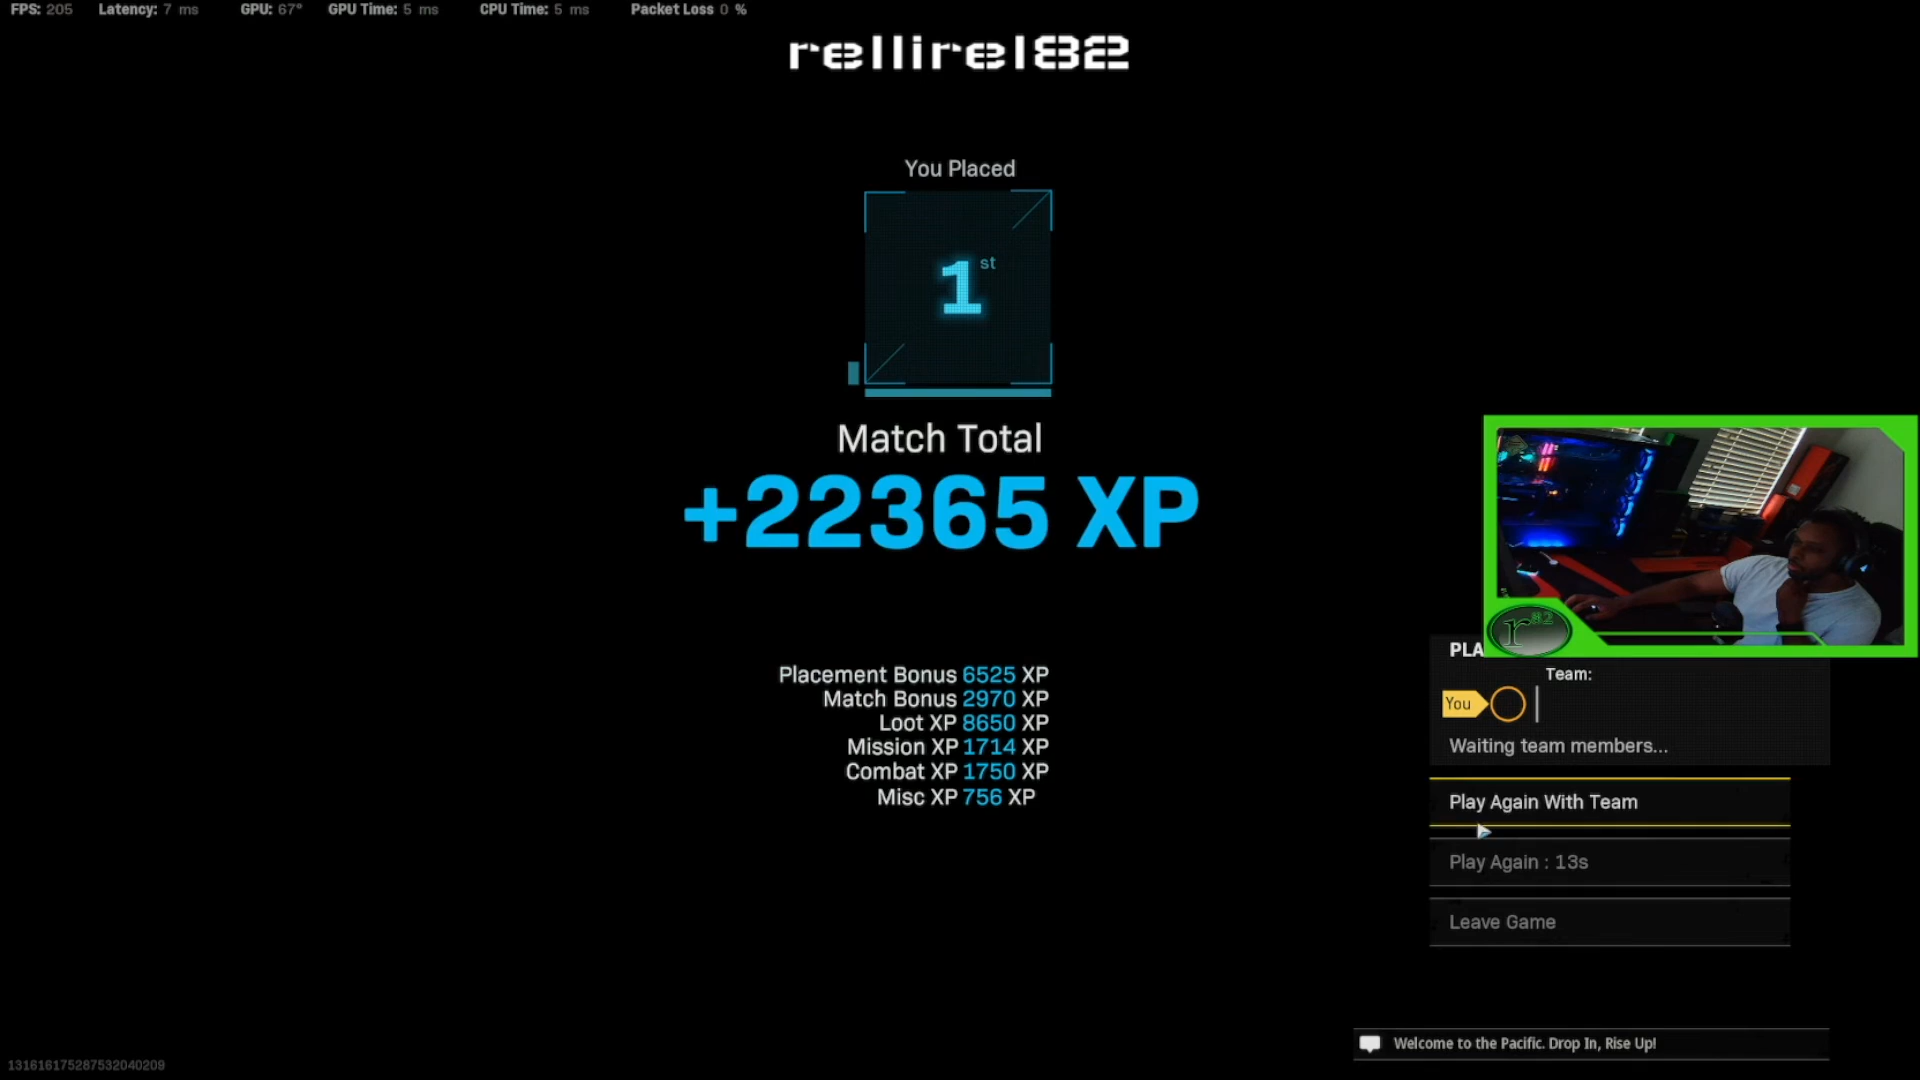 FPS: 205 Latency: 7 ms GPU: 67° GPU Time: 5 ms CPU Time: 5 ms Packet Loss 0 %
rellirel82
You Placed
1st
Match Total
+22365 XP
Placement Bonus 6525 XP
Match Bonus 2970 XP
Loot XP 8650 XP
Mission XP 1714 XP
Combat XP 1750 XP
Misc XP 756 XP
r82
PLA
Team:
You
Waiting team members...
Play Again With Team
Play Again : 13s
Leave Game
Welcome to the Pacific. Drop In, Rise Up!
131616175287532040209